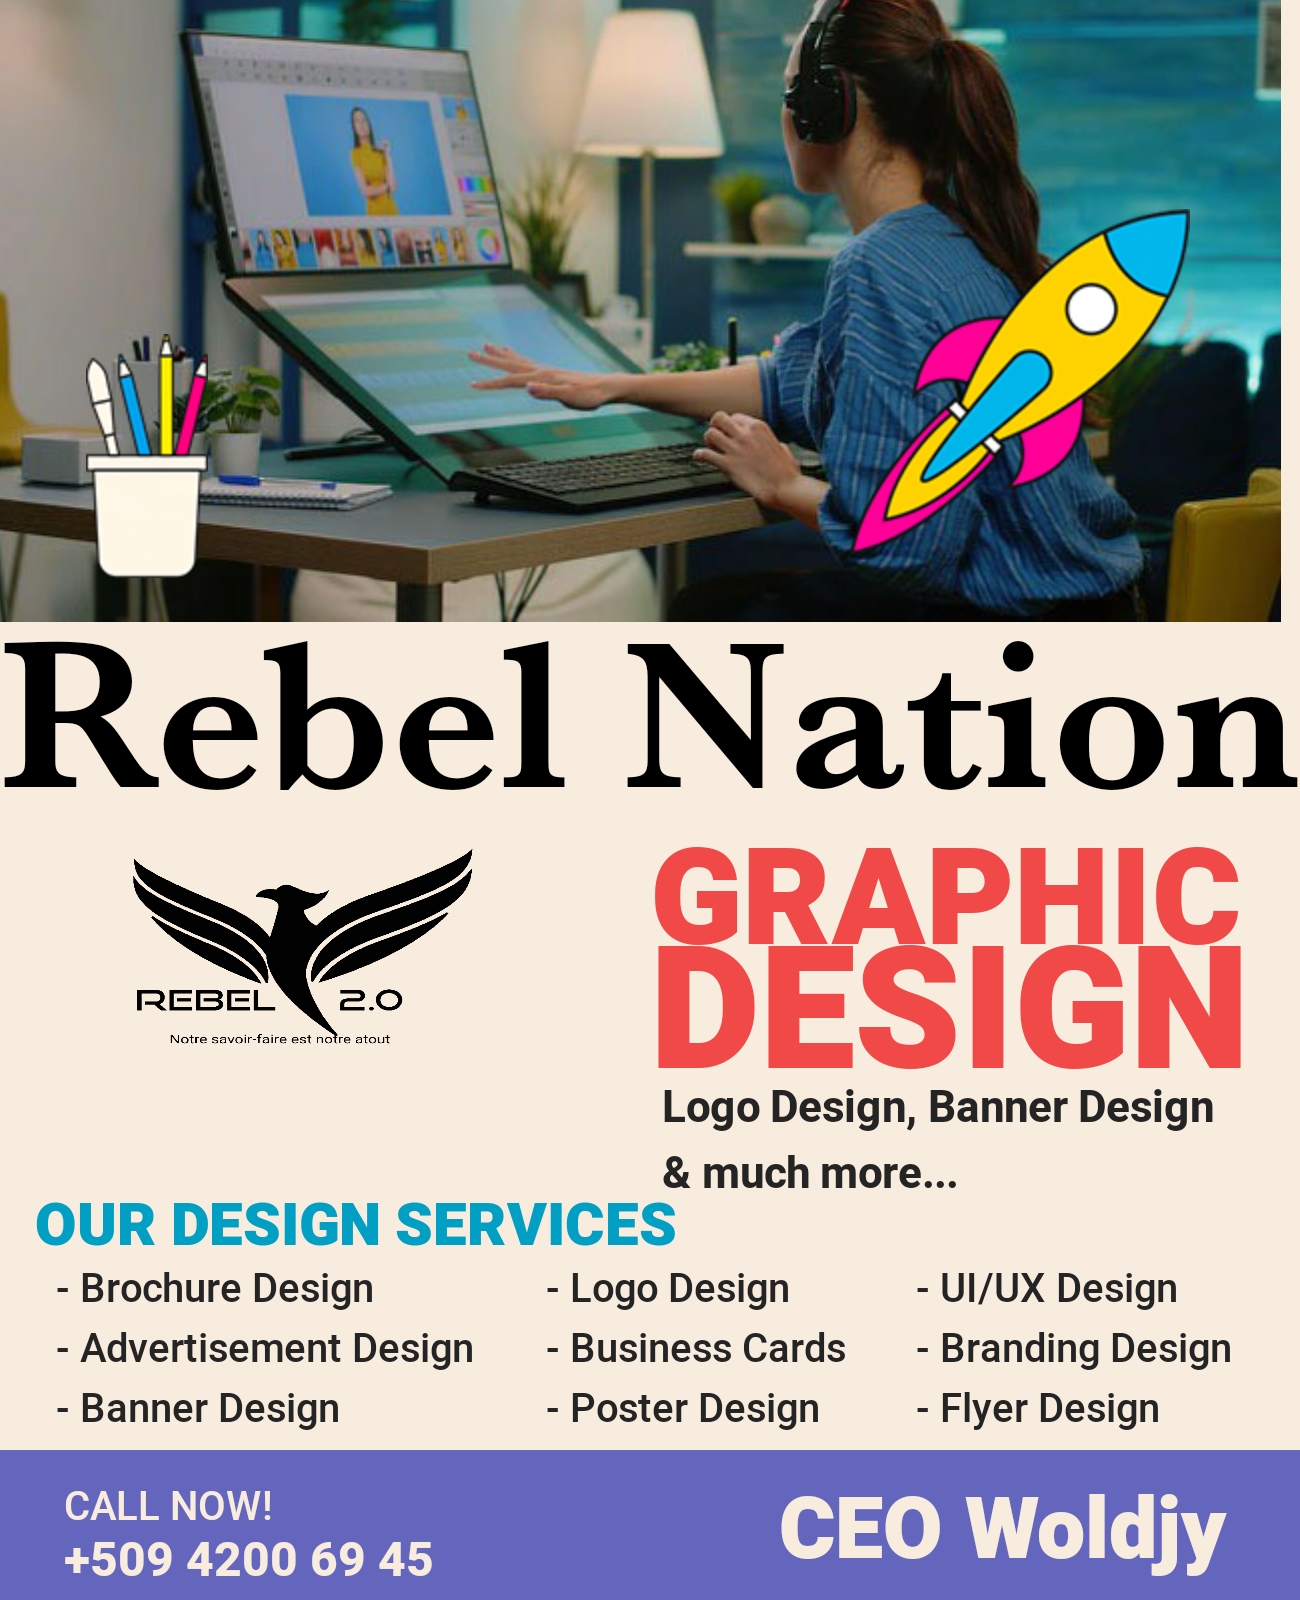 Rebel Nation
REBEL 2.0
Notre savoir-faire est notre atout
GRAPHIC
DESIGN
Logo Design, Banner Design
& much more...
OUR DESIGN SERVICES
- Brochure Design
- Advertisement Design
- Banner Design
- Logo Design
- Business Cards
- Poster Design
- UI/UX Design
- Branding Design
- Flyer Design
CALL NOW!
+509 4200 69 45
CEO Woldjy